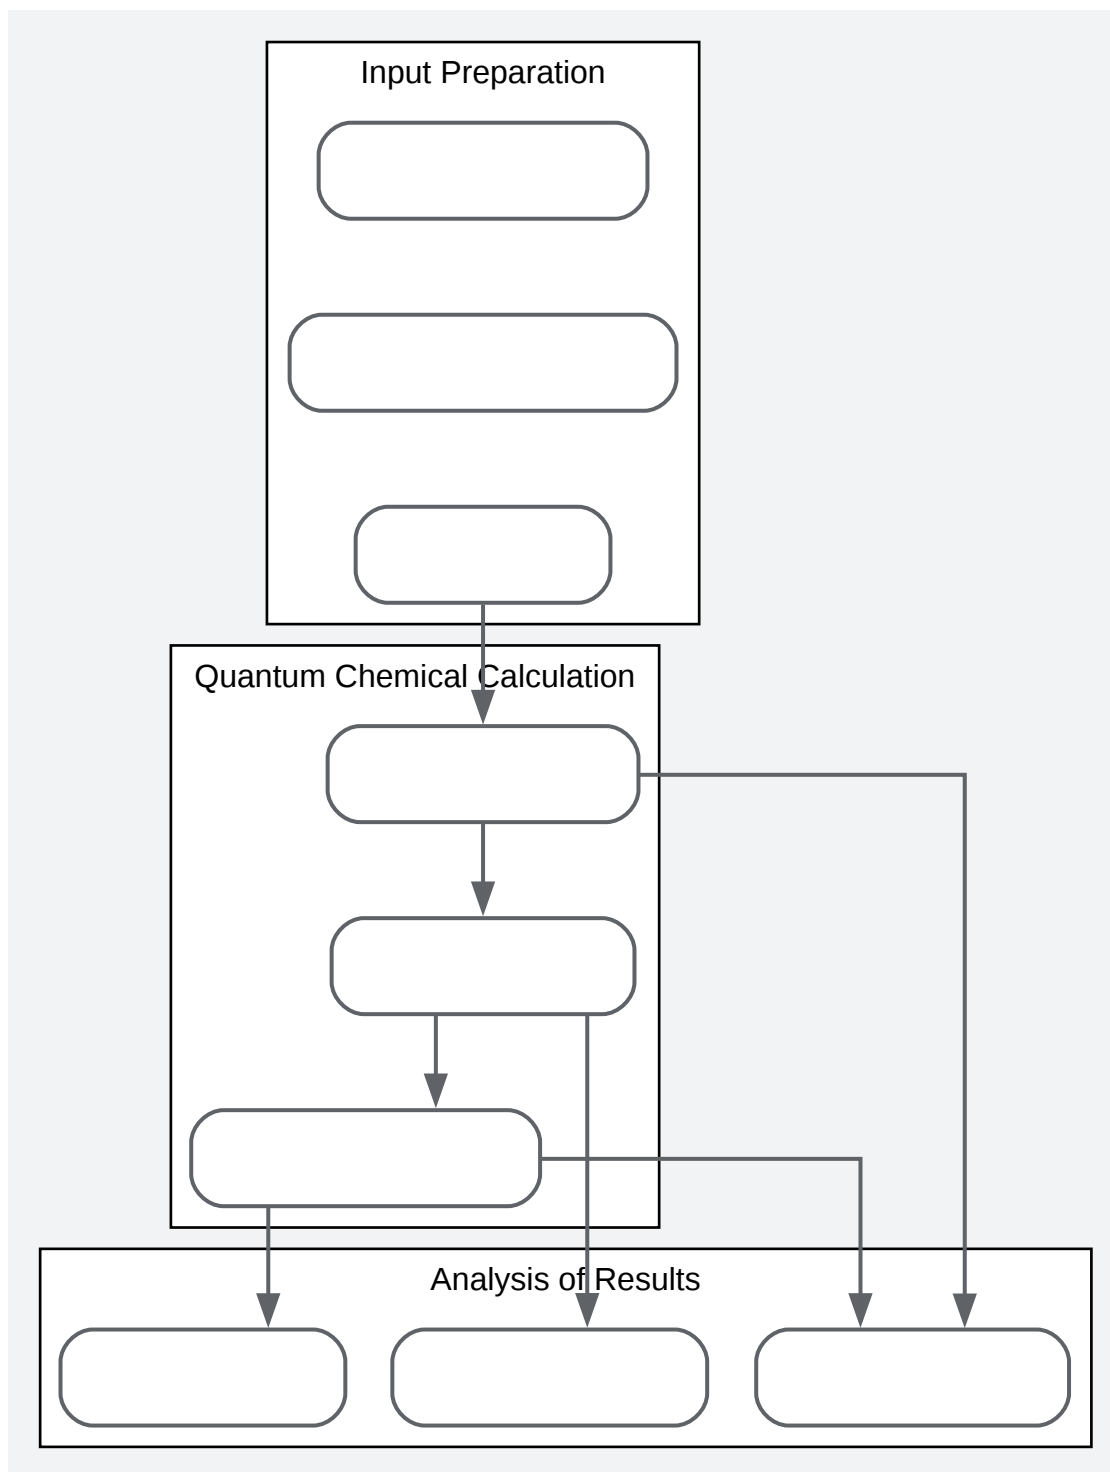 Input Preparation
Quantum Chemical Calculation
Analysis of Results